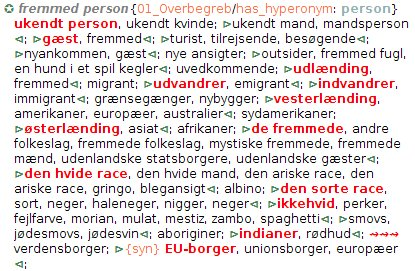 fremmed person{01_Overbegreb/has_hyperonym: person}
ukendt person, ukendt kvinde; ⊳ukendt mand, mandsperson
⊲; ⊳gæst, fremmed⊲; ⊳turist, tilrejsende, besøgende⊲;
⊳nyankommen, gæst⊲; nye ansigter; ⊳outsider, fremmed fugl,
en hund i et spil kegler⊲; uvedkommende; ⊳udlænding,
fremmed⊲; migrant; ⊳udvandrer, emigrant⊲; ⊳indvandrer,
immigrant⊲; grænsegænger, nybygger; ⊳vesterlænding,
amerikaner, europæer, australier⊲; sydamerikaner;
⊳østerlænding, asiat⊲; afrikaner; ⊳de fremmede, andre
folkeslag, fremmede folkeslag, mystiske fremmede, fremmede
mænd, udenlandske statsborgere, udenlandske gæster⊲;
⊳den hvide race, den hvide mand, den ariske race, den
ariske race, gringo, blegansigt⊲; albino; ⊳den sorte race,
sort, neger, haleneger, nigger, neger⊲; ⊳ikkehvid, perker,
fejlfarve, morian, mulat, mestiz, zambo, spaghetti⊲; ⊳smovs,
jødesmovs, jødesvin⊲; aboriginer; ⊳indianer, rødhud⊲; ⇝⇝⇝
verdensborger; ⊳{syn} EU-borger, unionsborger, europæer
⊲;